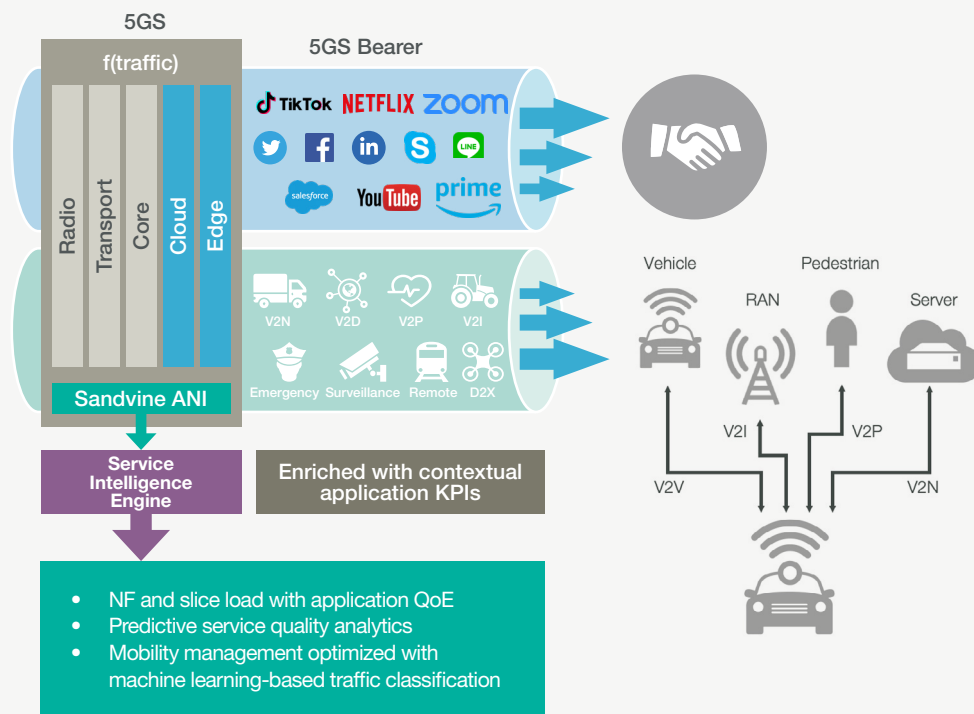 5GS
5GS Bearer
f(traffic)
Radio
Transport
Core
Cloud
Edge
TikTok NETFLIX zoom
f in S LINE
salesforce YouTube prime
V2N V2D V2P V2I
Emergency Surveillance Remote D2X
Sandvine ANI
Service
Intelligence
Engine
Enriched with contextual
application KPIs
• NF and slice load with application QoE
• Predictive service quality analytics
• Mobility management optimized with
machine learning-based traffic classification
Vehicle
Pedestrian
RAN
Server
V2I
V2P
V2V
V2N